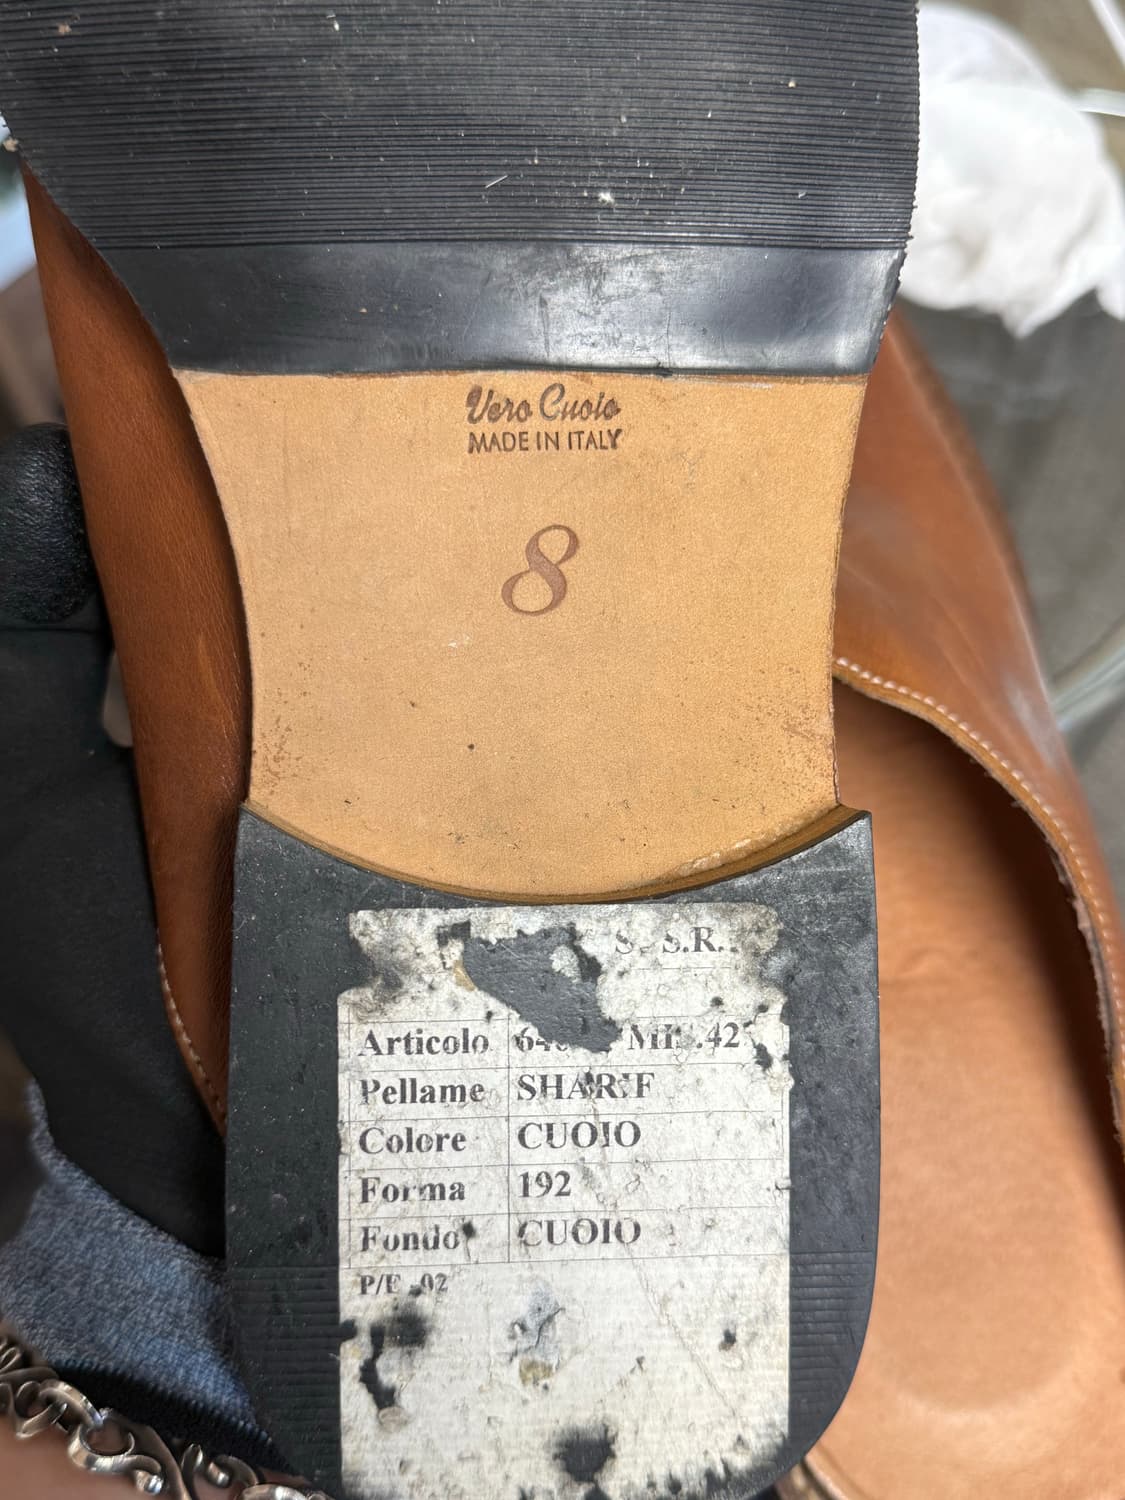 Vero Cuoio
MADE IN ITALY
8
S.R.
Articolo
Pellame SHARIF
Colore CUOIO
Forma 192
Fondo CUOIO
P/E 02